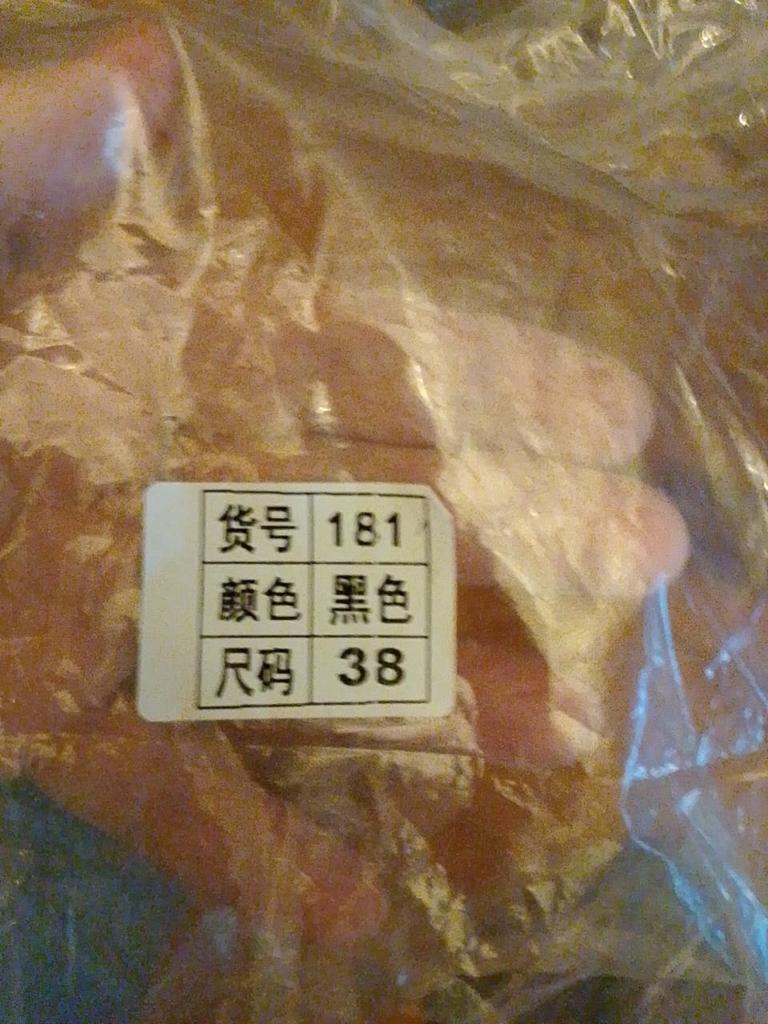 货号 181
颜色 黑色
尺码 38